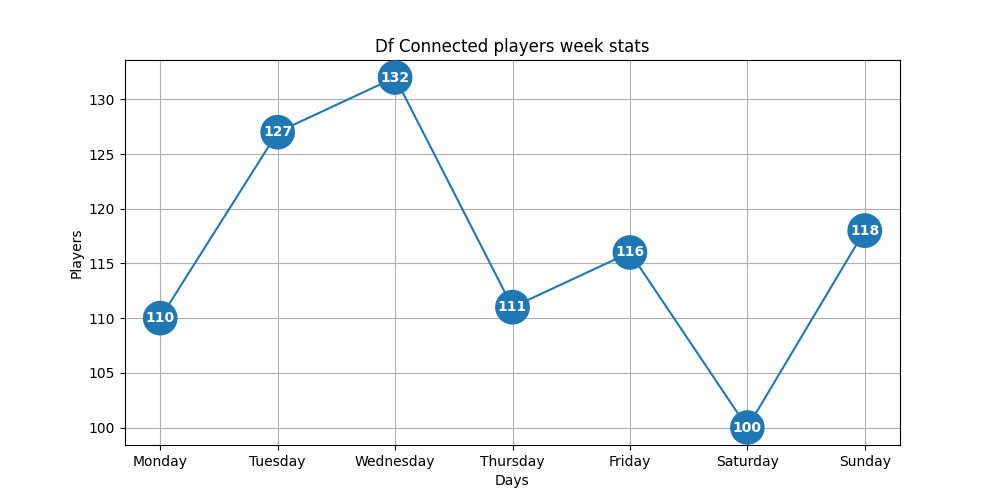 Df Connected players week stats
Players
130
125
120
115
110
105
100
110
127
132
111
116
100
118
Monday
Tuesday
Wednesday
Thursday
Friday
Saturday
Sunday
Days